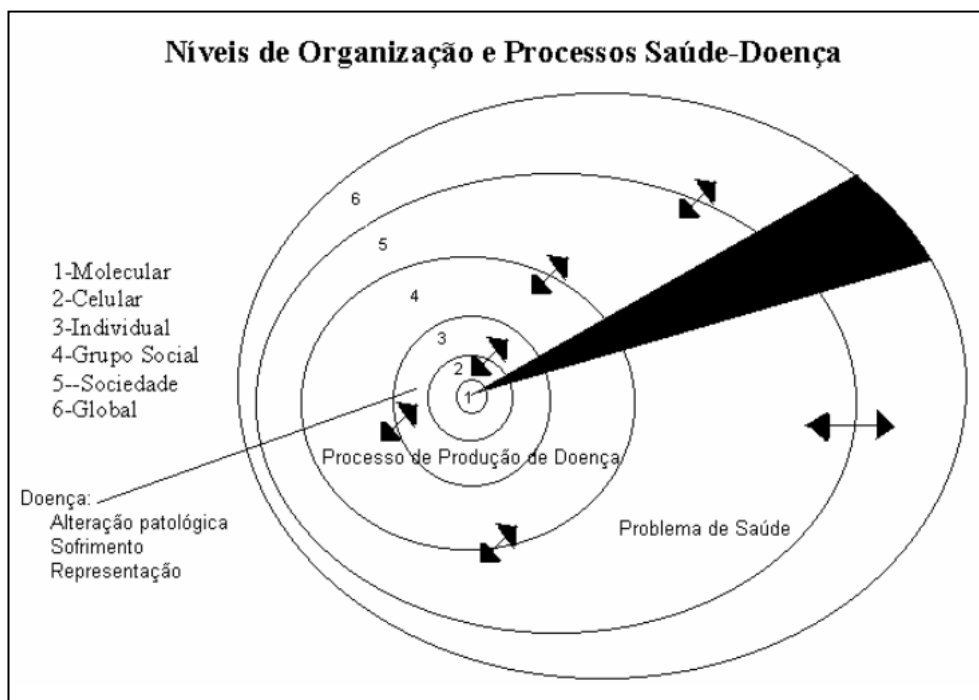 Níveis de Organização e Processos Saúde-Doença
6
5
4
3
2
1
1-Molecular
2-Celular
3-Individual
4-Grupo Social
5--Sociedade
6-Global
Processo de Produção de Doença
Doença:
Alteração patológica
Sofrimento
Representação
Problema de Saúde